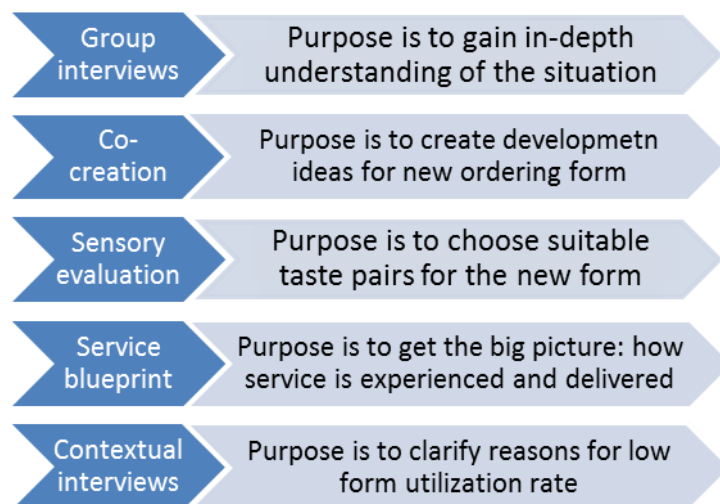 Group
interviews
Purpose is to gain in-depth
understanding of the situation
Co-
creation
Purpose is to create developmetn
ideas for new ordering form
Sensory
evaluation
Purpose is to choose suitable
taste pairs for the new form
Service
blueprint
Purpose is to get the big picture: how
service is experienced and delivered
Contextual
interviews
Purpose is to clarify reasons for low
form utilization rate